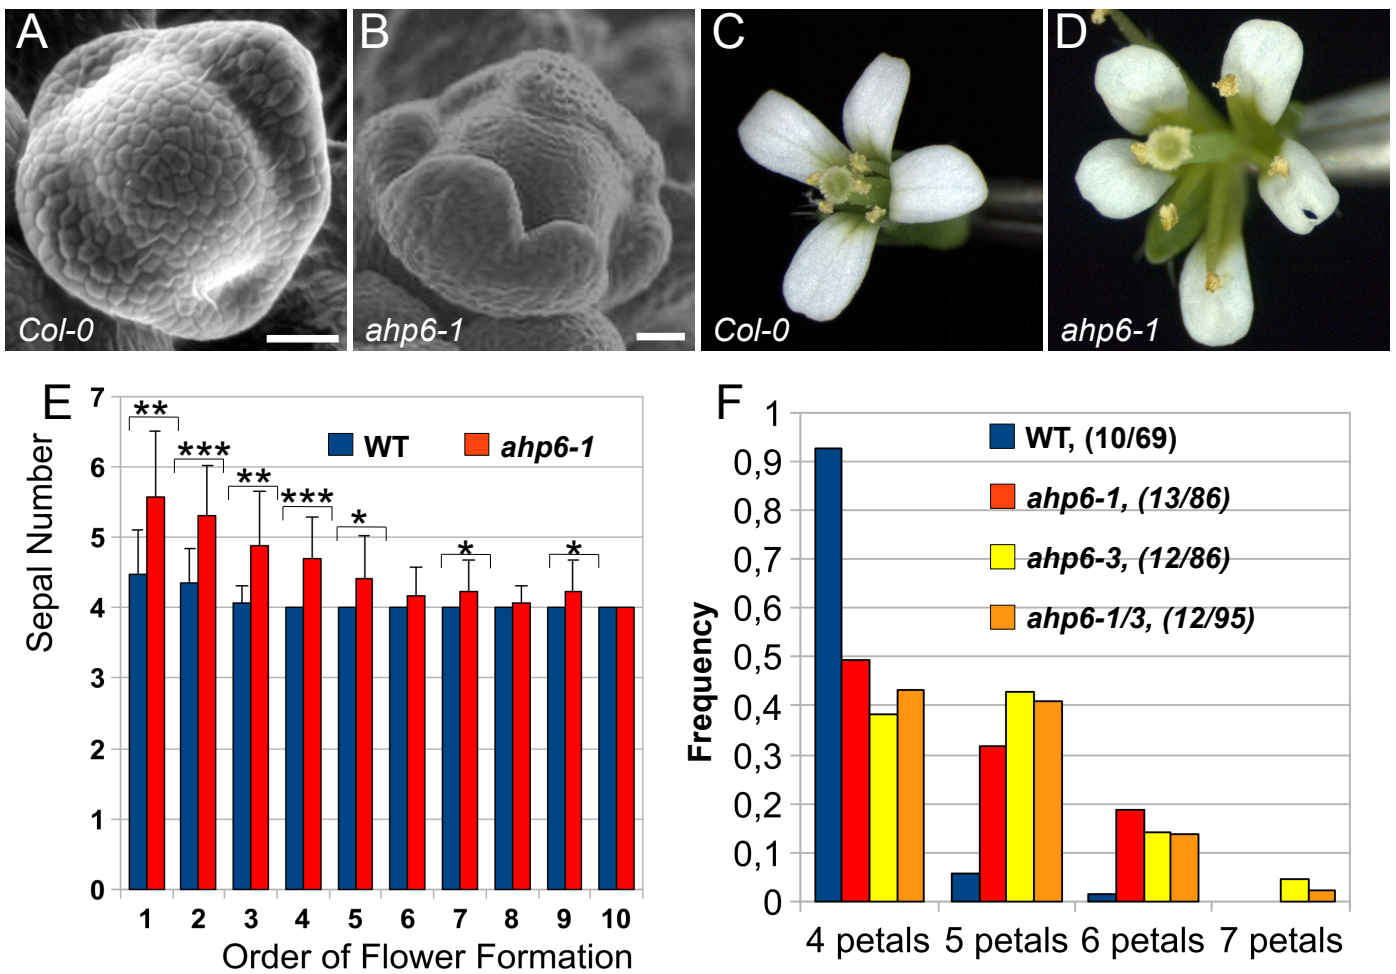 A
B
C
D
Col-0
ahp6-1
Col-0
ahp6-1
E
Sepal Number
7
6
5
4
3
2
1
0
**
***
**
***
*
*
*
WT
ahp6-1
1 2 3 4 5 6 7 8 9 10
Order of Flower Formation
F
Frequency
1
0,9
0,8
0,7
0,6
0,5
0,4
0,3
0,2
0,1
0
WT, (10/69)
ahp6-1, (13/86)
ahp6-3, (12/86)
ahp6-1/3, (12/95)
4 petals 5 petals 6 petals 7 petals